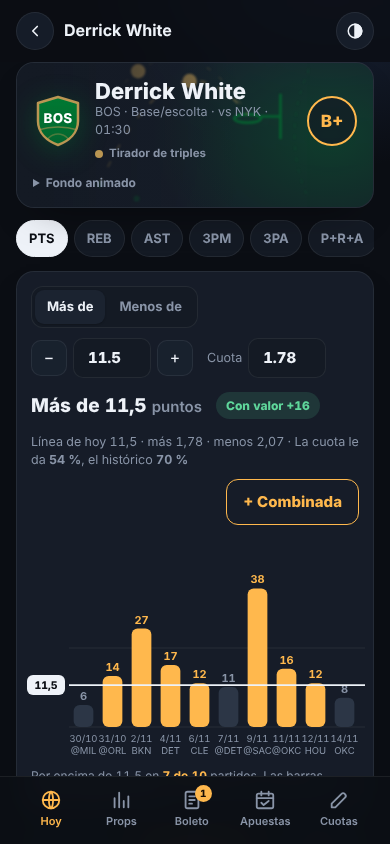 Derrick White
BOS
Derrick White
BOS · Base/escolta · vs NYK ·
01:30
Tirador de triples
B+
Fondo animado
PTS REB AST 3PM 3PA P+R+A
Más de Menos de
− 11.5 + Cuota 1.78
Más de 11,5 puntos Con valor +16
Línea de hoy 11,5 · más 1,78 · menos 2,07 · La cuota le
da 54 %, el histórico 70 %
+ Combinada
38
27
17
16
14
12
12
11
8
6
11,5
30/10 31/10 2/11 4/11 6/11 7/11 9/11 11/11 12/11 14/11
@MIL @ORL BKN DET CLE @DET @SAC @OKC HOU OKC
Por encima de 11,5 en 7 de 10 partidos. Las barras
1
Hoy Props Boleto Apuestas Cuotas